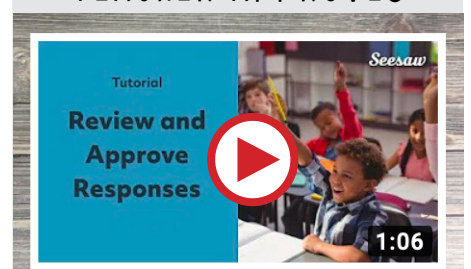 Seesaw
Tutorial
Review and
Approve
Responses
1:06